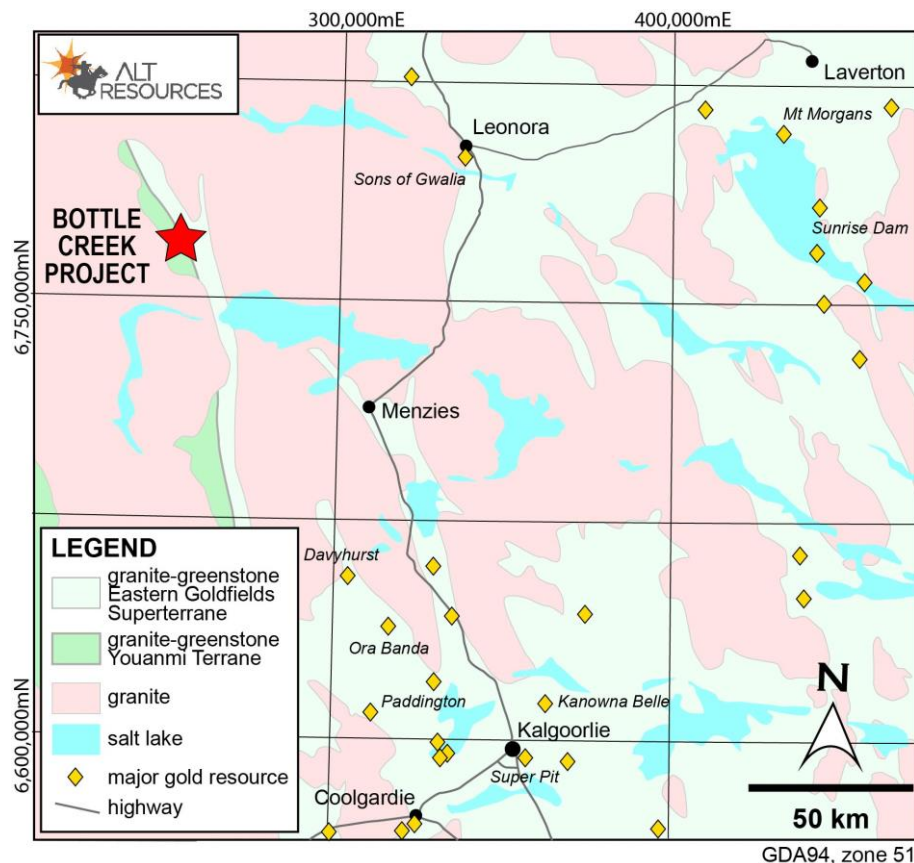 300,000mE
400,000mE
ALT
RESOURCES
Laverton
Mt Morgans
Leonora
Sons of Gwalia
BOTTLE
CREEK
PROJECT
Sunrise Dam
6,750,000mN
Menzies
LEGEND
granite-greenstone
Eastern Goldfields
Superterrane
granite-greenstone
Youanmi Terrane
granite
salt lake
major gold resource
highway
Davyhurst
Ora Banda
Paddington
Kanowna Belle
N
6,600,000mN
Kalgoorlie
Super Pit
Coolgardie
50 km
GDA94, zone 51